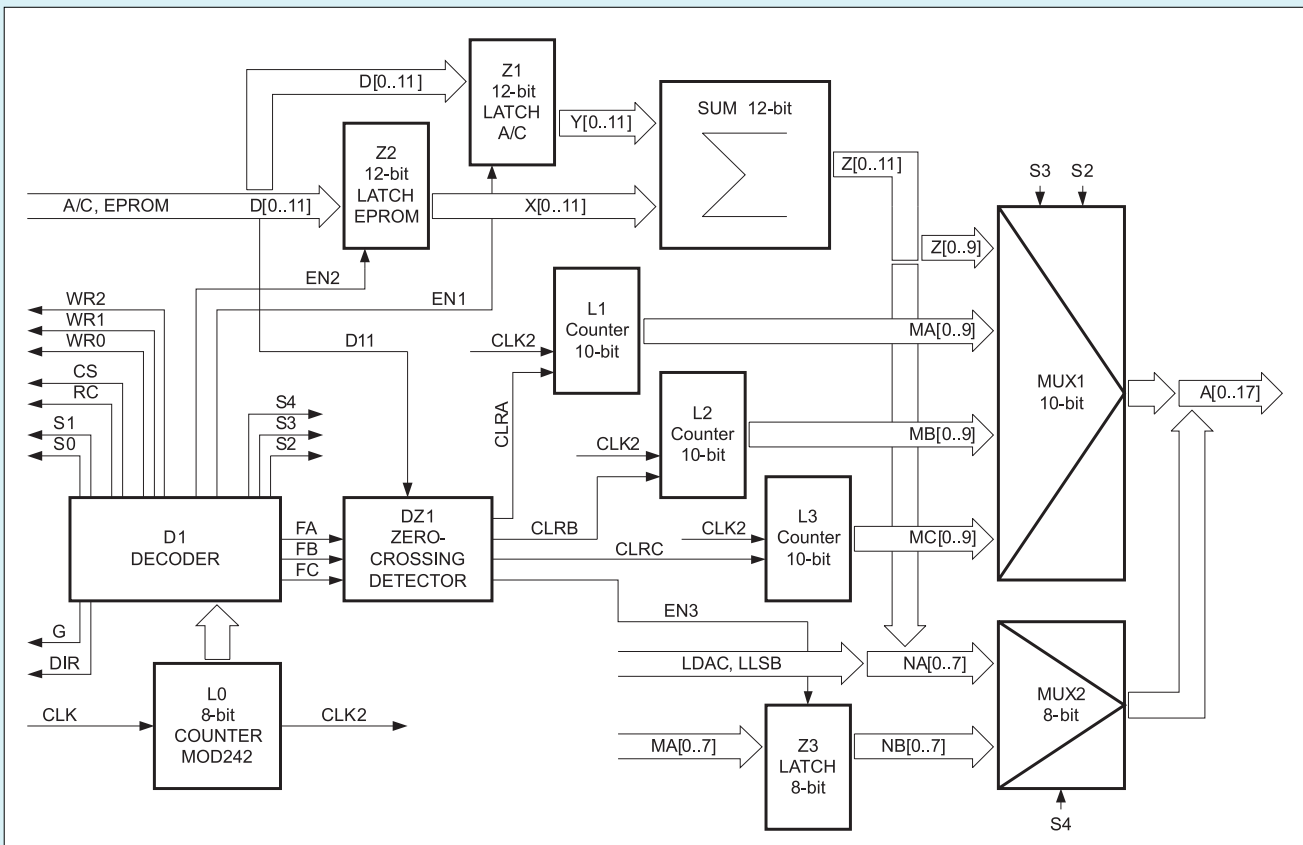 Z1
12-bit
LATCH
A/C
D[0..11]
Y[0..11]
SUM 12-bit
Z2
12-bit
LATCH
EPROM
Z[0..11]
S3
S2
A/C, EPROM
D[0..11]
X[0..11]
Z[0..9]
EN2
EN1
L1
Counter
10-bit
WR2
WR1
WR0
CS
RC
S1
S0
D11
CLK2
MA[0..9]
CLRA
S4
S3
S2
L2
Counter
10-bit
CLK2
MB[0..9]
MUX1
10-bit
A[0..17]
D1
DECODER
FA
FB
FC
DZ1
ZERO-
CROSSING
DETECTOR
CLRB
CLRC
CLK2
L3
Counter
10-bit
MC[0..9]
EN3
G
DIR
LDAC, LLSB
NA[0..7]
MUX2
8-bit
L0
8-bit
COUNTER
MOD242
CLK
CLK2
MA[0..7]
Z3
LATCH
8-bit
NB[0..7]
S4